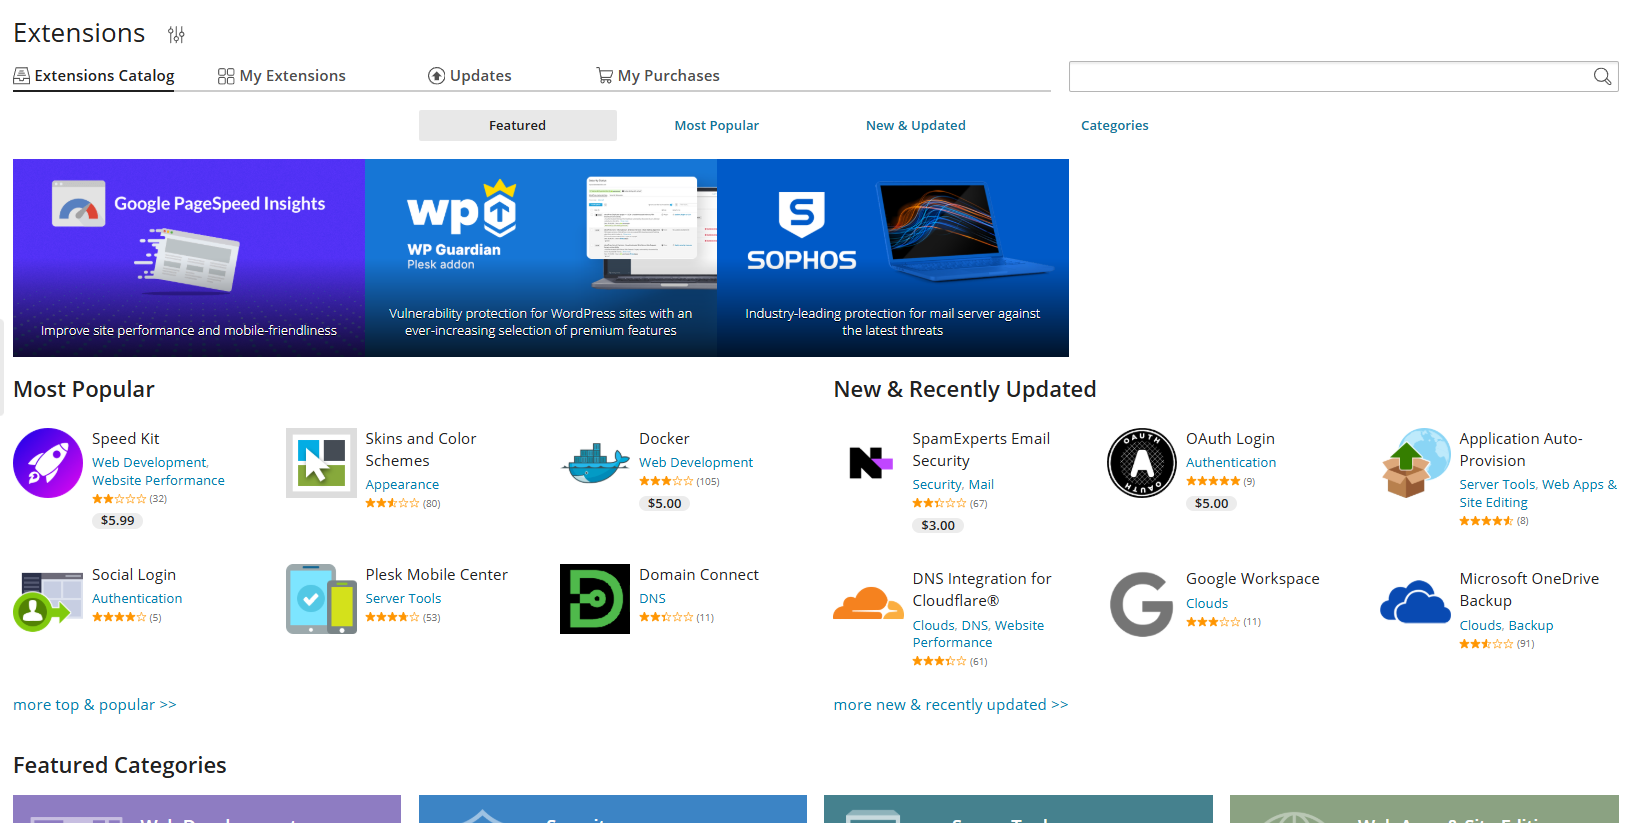 Extensions
Extensions Catalog
My Extensions
Updates
My Purchases
Featured
Most Popular
New & Updated
Categories
Google PageSpeed Insights
Improve site performance and mobile-friendliness
wp
WP Guardian
Plesk addon
Vulnerability protection for WordPress sites with an
ever-increasing selection of premium features
S
SOPHOS
Industry-leading protection for mail server against
the latest threats
Most Popular
Speed Kit
Web Development,
Website Performance
(32)
$5.99
Skins and Color
Schemes
Appearance
(80)
Docker
Web Development
(105)
$5.00
Social Login
Authentication
(5)
Plesk Mobile Center
Server Tools
(53)
Domain Connect
DNS
(11)
more top & popular >>
New & Recently Updated
SpamExperts Email
Security
Security, Mail
(67)
$3.00
OAUTH
A
OAUTH
OAuth Login
Authentication
(9)
$5.00
Application Auto-
Provision
Server Tools, Web Apps &
Site Editing
(8)
DNS Integration for
Cloudflare®
Clouds, DNS, Website
Performance
(61)
G
Google Workspace
Clouds
(11)
Microsoft OneDrive
Backup
Clouds, Backup
(91)
more new & recently updated >>
Featured Categories